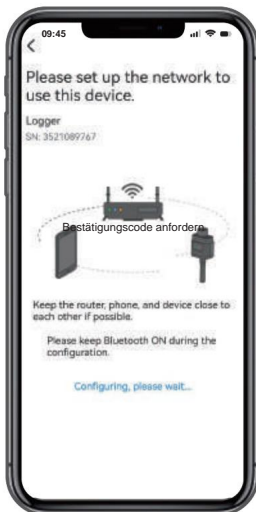 09:45
Please set up the network to
use this device.
Logger
SN: 3521089767
Bestätigungscode anfordern
Keep the router, phone, and device close to
each other if possible.
Please keep Bluetooth ON during the
configuration.
Configuring, please wait...